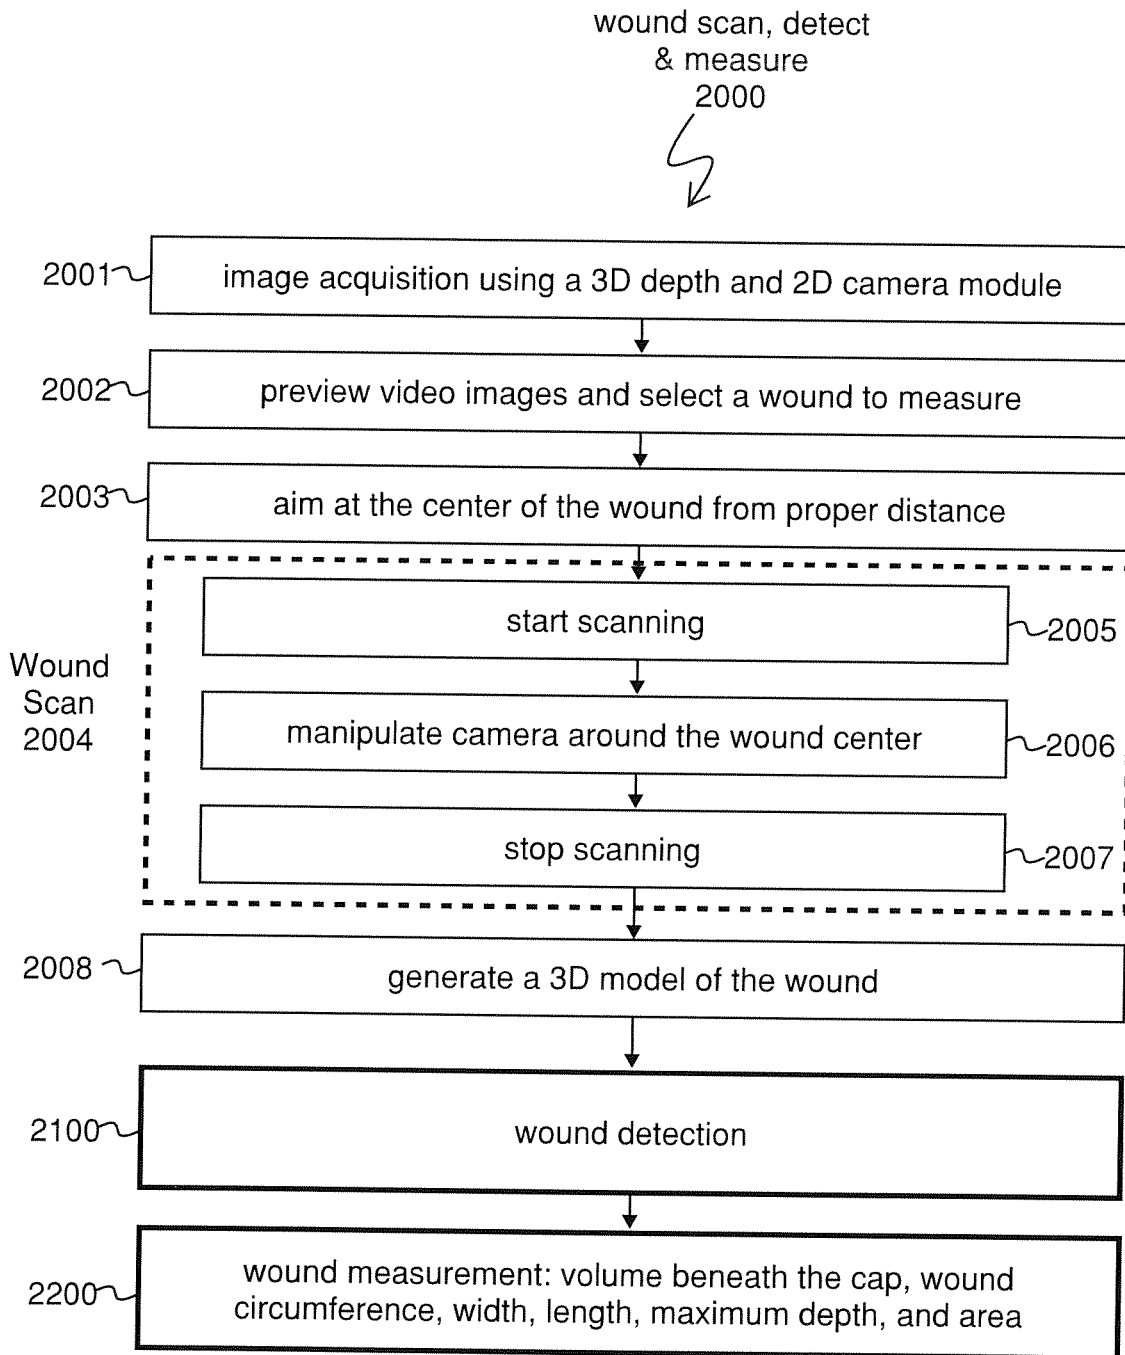 wound scan, detect
& measure
2000
2001
image acquisition using a 3D depth and 2D camera module
2002
preview video images and select a wound to measure
2003
aim at the center of the wound from proper distance
start scanning
2005
Wound
Scan
2004
manipulate camera around the wound center
2006
stop scanning
2007
2008
generate a 3D model of the wound
2100
wound detection
2200
wound measurement: volume beneath the cap, wound
circumference, width, length, maximum depth, and area